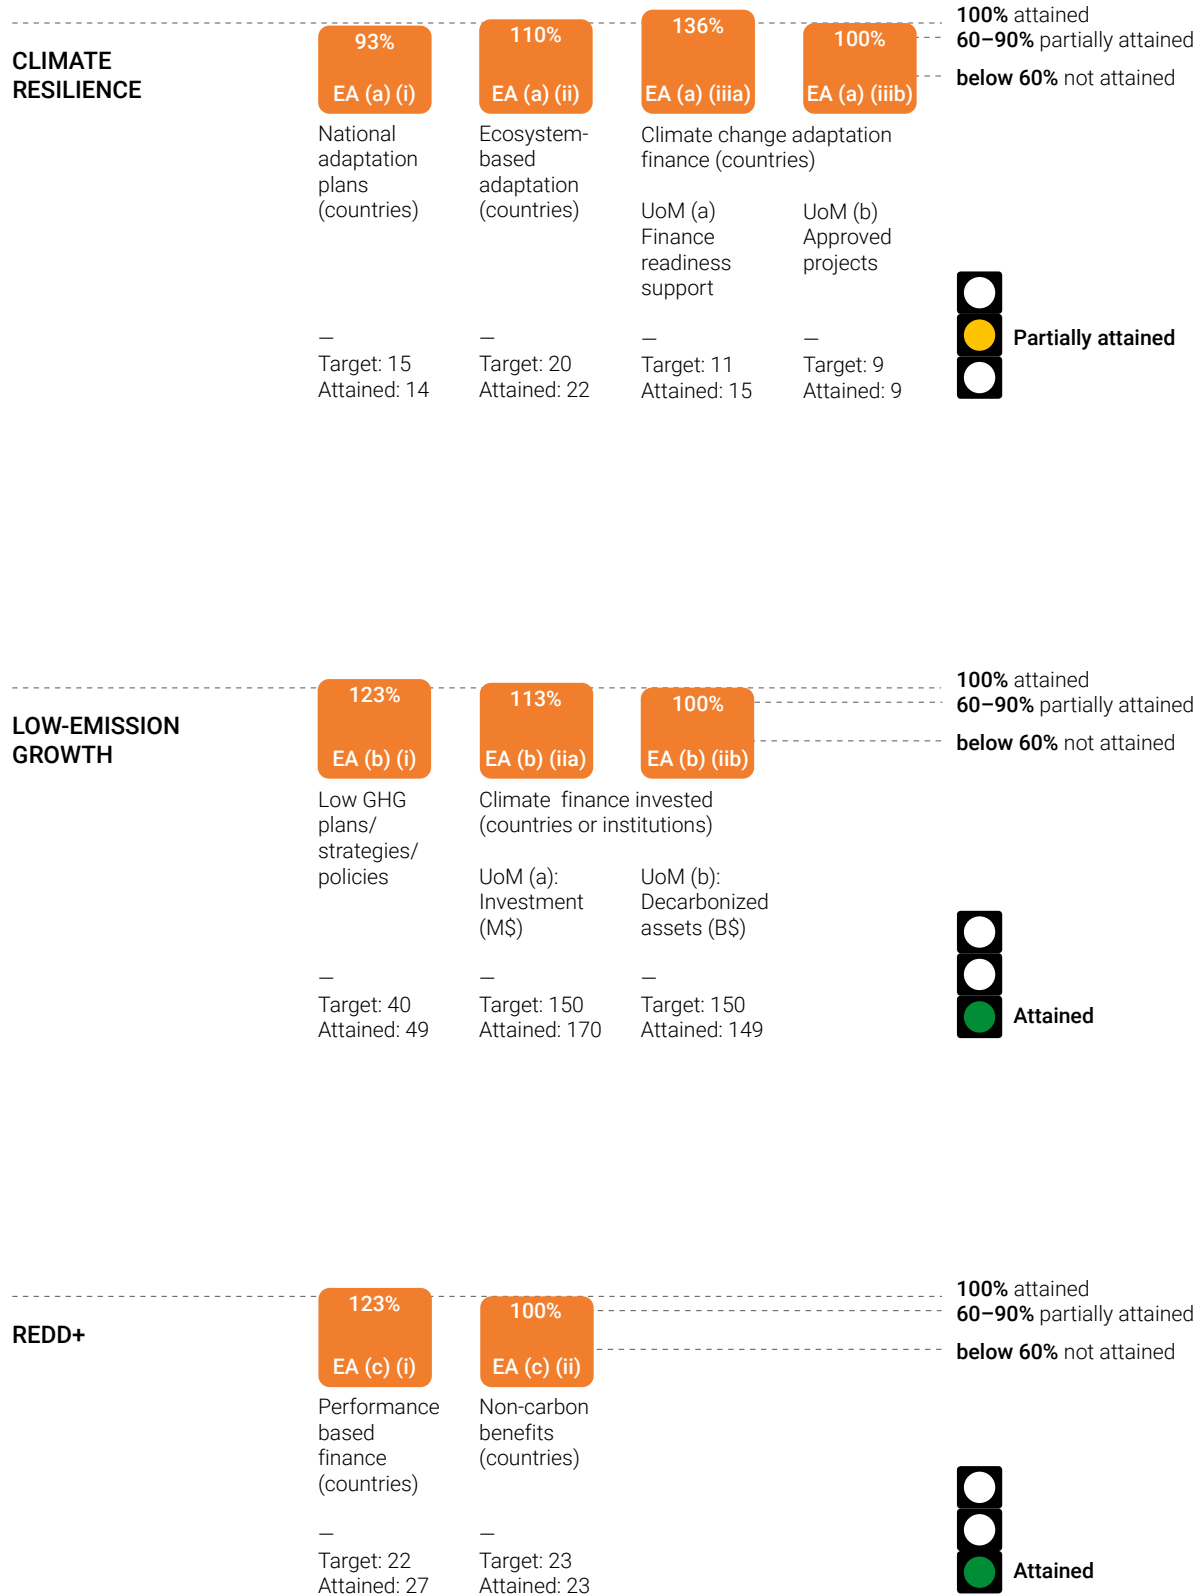 CLIMATE
RESILIENCE
93%
EA (a) (i)
110%
EA (a) (ii)
136%
EA (a) (iiia)
100%
EA (a) (iiib)
100% attained
60–90% partially attained
below 60% not attained
National
adaptation
plans
(countries)
Ecosystem-
based
adaptation
(countries)
Climate change adaptation
finance (countries)
UoM (a)
Finance
readiness
support
UoM (b)
Approved
projects
—
Target: 15
Attained: 14
—
Target: 20
Attained: 22
—
Target: 11
Attained: 15
—
Target: 9
Attained: 9
Partially attained
LOW-EMISSION
GROWTH
123%
EA (b) (i)
113%
EA (b) (iia)
100%
EA (b) (iib)
100% attained
60–90% partially attained
below 60% not attained
Low GHG
plans/
strategies/
policies
Climate finance invested
(countries or institutions)
UoM (a):
Investment
(M$)
UoM (b):
Decarbonized
assets (B$)
—
Target: 40
Attained: 49
—
Target: 150
Attained: 170
—
Target: 150
Attained: 149
Attained
REDD+
123%
EA (c) (i)
100%
EA (c) (ii)
100% attained
60–90% partially attained
below 60% not attained
Performance
based
finance
(countries)
Non-carbon
benefits
(countries)
—
Target: 22
Attained: 27
—
Target: 23
Attained: 23
Attained